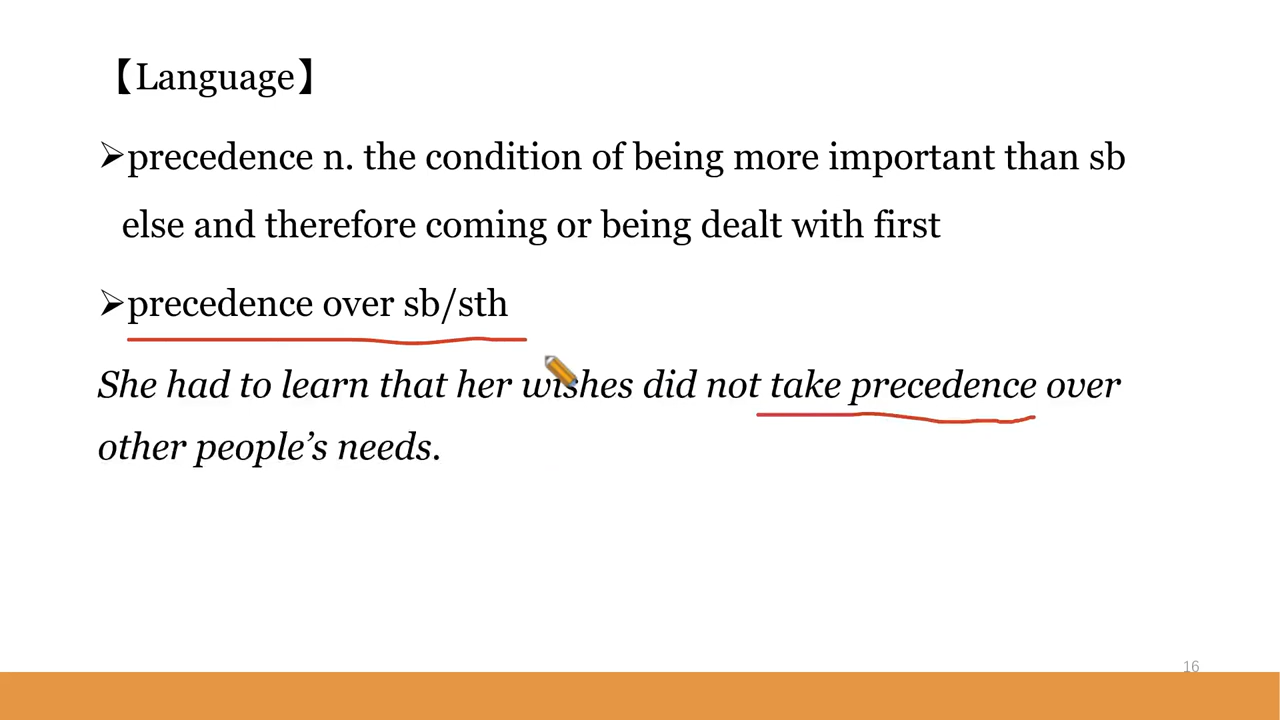 【Language】
➢precedence n. the condition of being more important than sb
else and therefore coming or being dealt with first
➢precedence over sb/sth
She had to learn that her wishes did not take precedence over
other people’s needs.
16